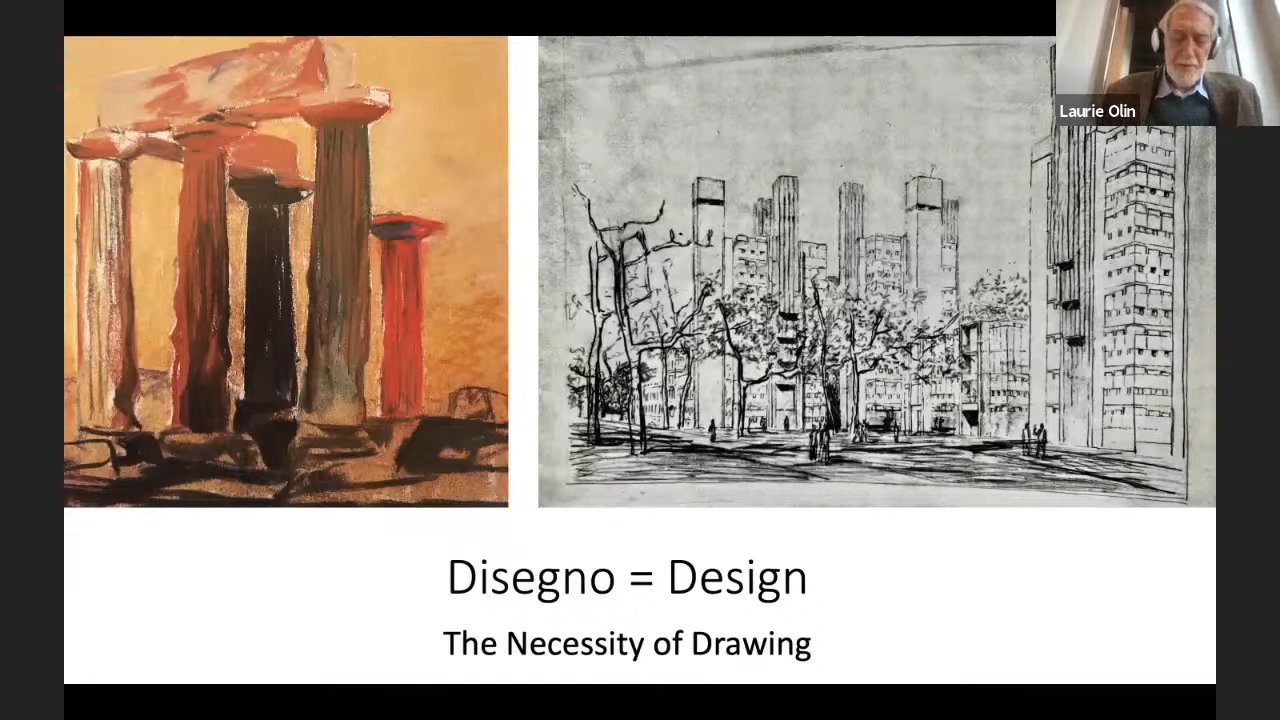 Laurie Olin
Disegno = Design
The Necessity of Drawing